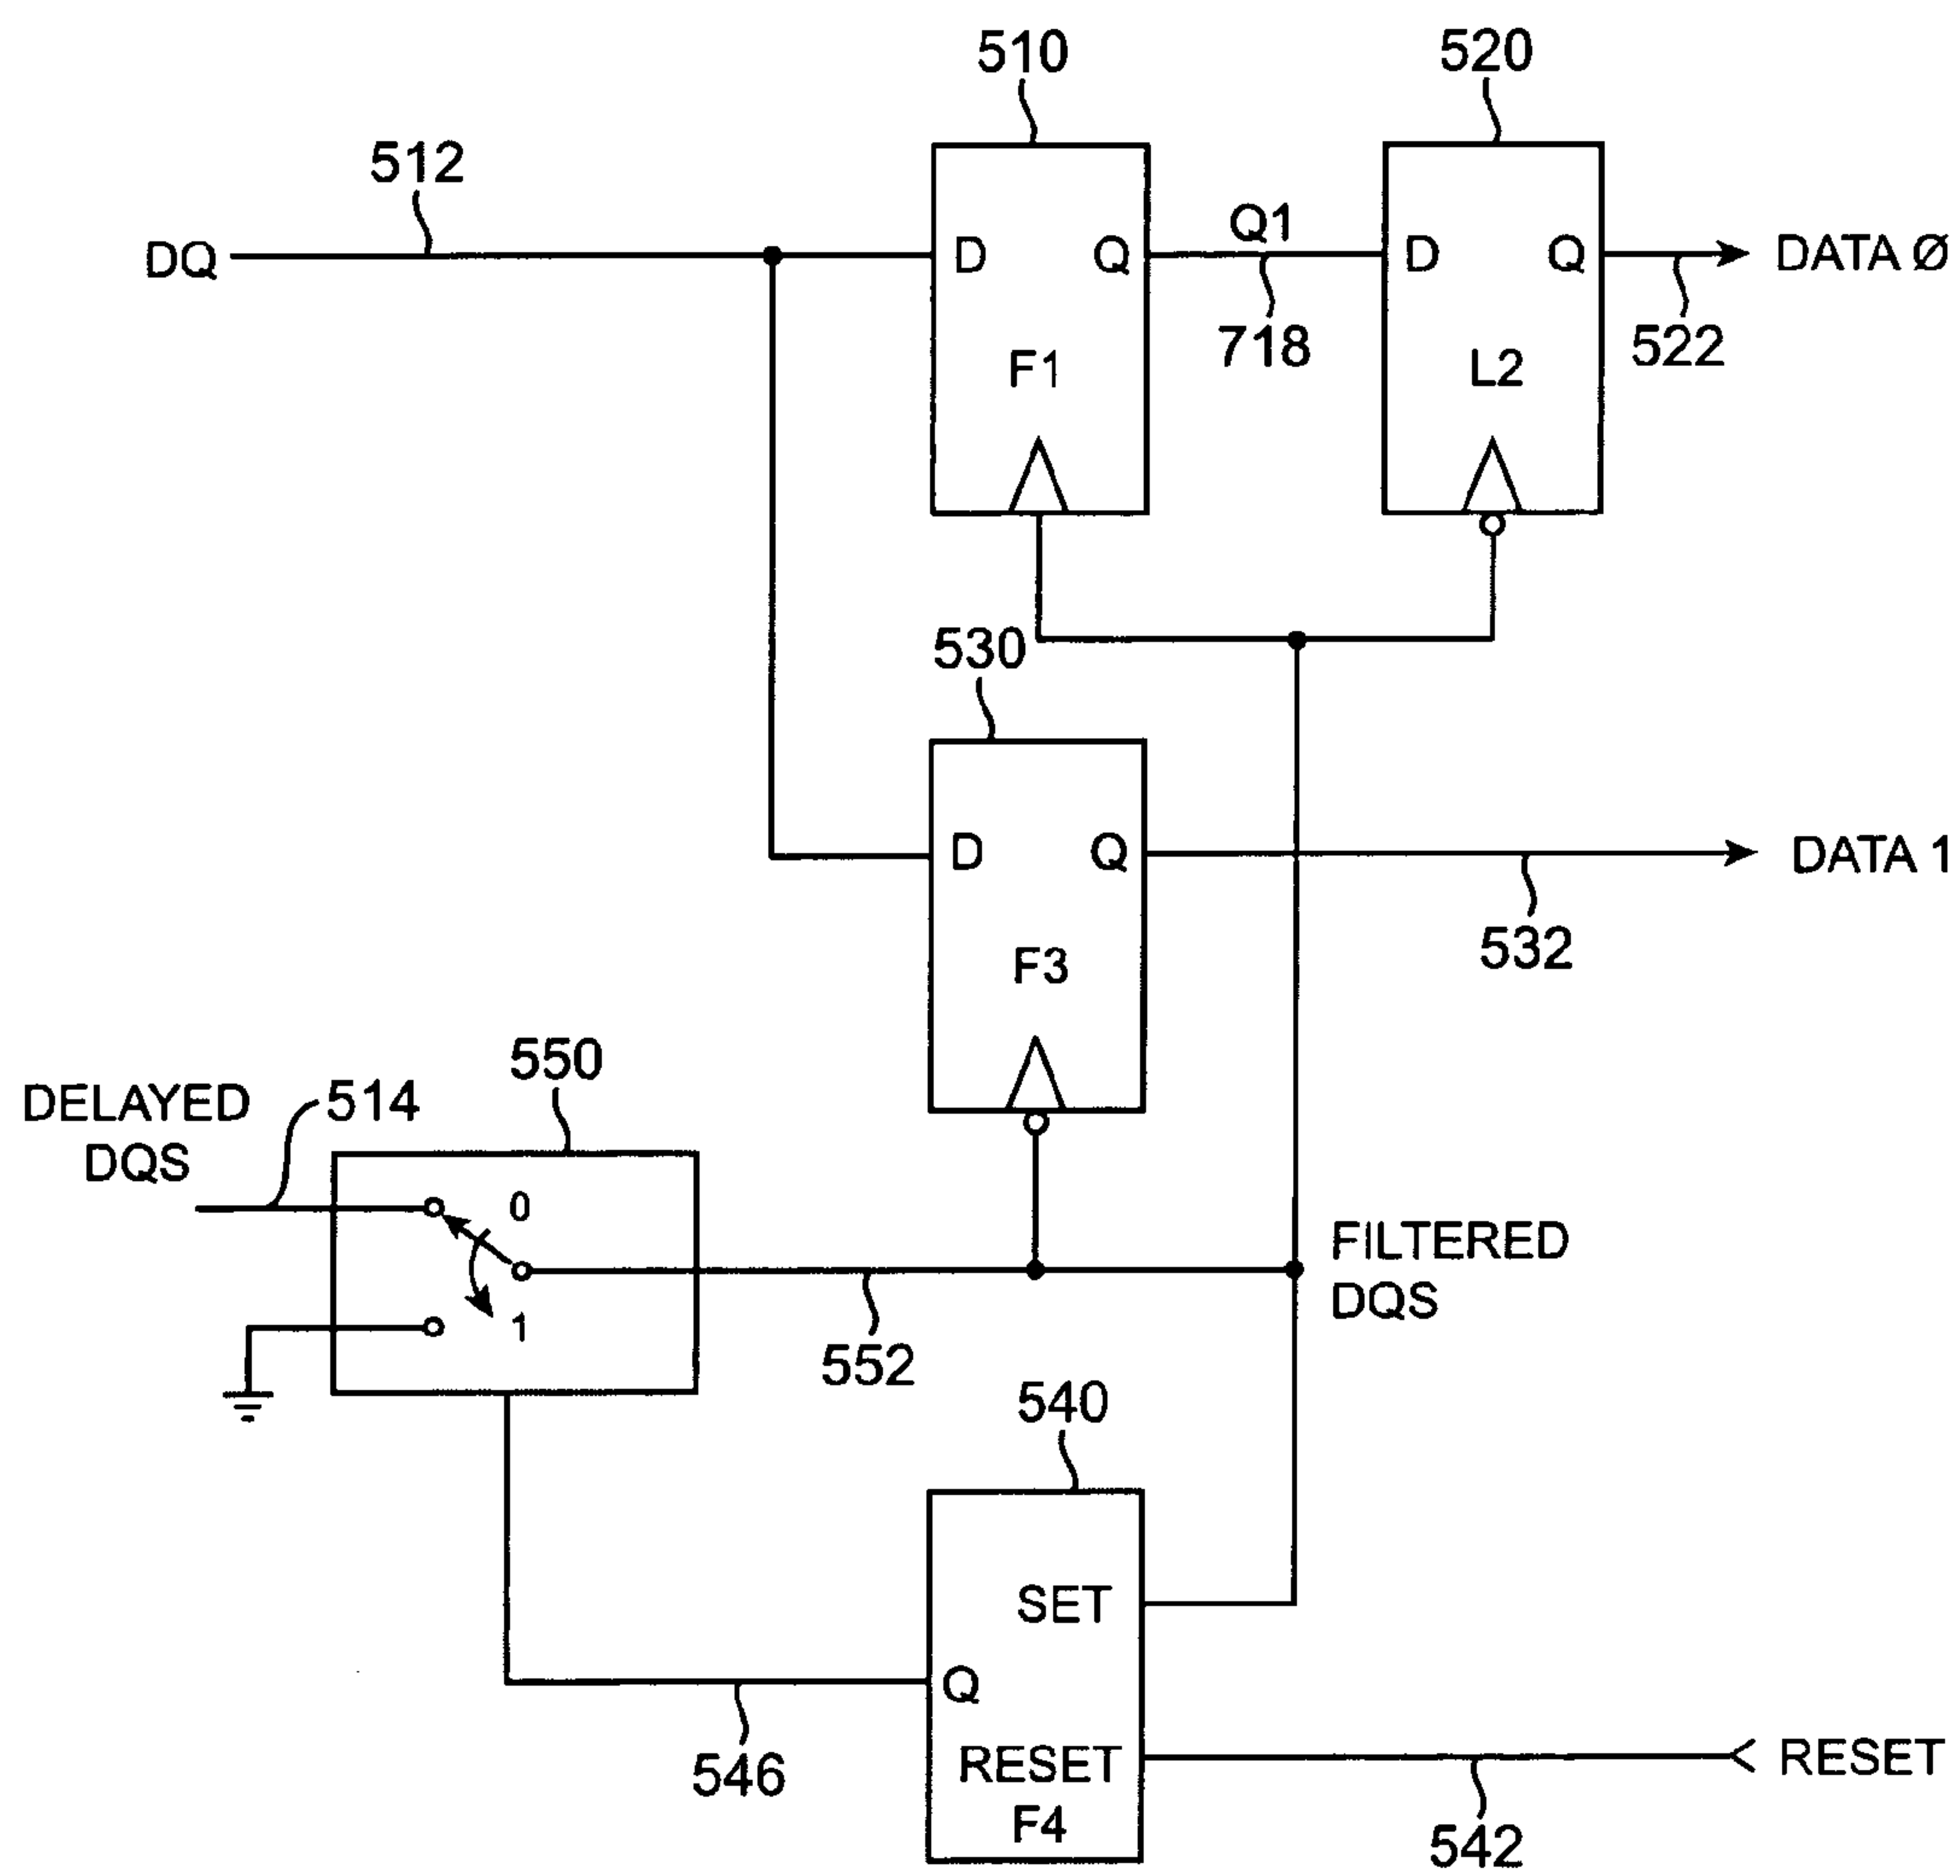 510
520
512
DQ
D
Q
Q1
D
Q
DATA Ø
718
522
F1
L2
530
D
Q
DATA 1
532
F3
550
DELAYED
DQS
514
0
1
552
FILTERED
DQS
540
SET
Q
546
RESET
F4
RESET
542